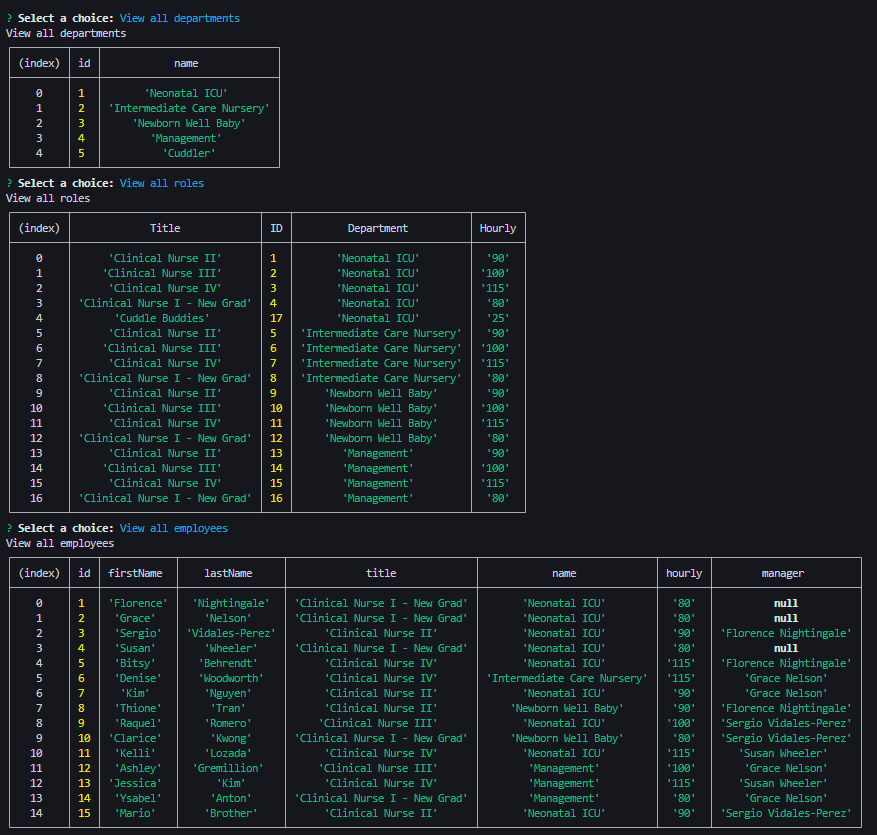 ? Select a choice: View all departments
View all departments
(index) id name
0 1 'Neonatal ICU'
1 2 'Intermediate Care Nursery'
2 3 'Newborn Well Baby'
3 4 'Management'
4 5 'Cuddler'
? Select a choice: View all roles
View all roles
(index) Title ID Department Hourly
0 'Clinical Nurse II' 1 'Neonatal ICU' '90'
1 'Clinical Nurse III' 2 'Neonatal ICU' '100'
2 'Clinical Nurse IV' 3 'Neonatal ICU' '115'
3 'Clinical Nurse I - New Grad' 4 'Neonatal ICU' '80'
4 'Cuddle Buddies' 17 'Neonatal ICU' '25'
5 'Clinical Nurse II' 5 'Intermediate Care Nursery' '90'
6 'Clinical Nurse III' 6 'Intermediate Care Nursery' '100'
7 'Clinical Nurse IV' 7 'Intermediate Care Nursery' '115'
8 'Clinical Nurse I - New Grad' 8 'Intermediate Care Nursery' '80'
9 'Clinical Nurse II' 9 'Newborn Well Baby' '90'
10 'Clinical Nurse III' 10 'Newborn Well Baby' '100'
11 'Clinical Nurse IV' 11 'Newborn Well Baby' '115'
12 'Clinical Nurse I - New Grad' 12 'Newborn Well Baby' '80'
13 'Clinical Nurse II' 13 'Management' '90'
14 'Clinical Nurse III' 14 'Management' '100'
15 'Clinical Nurse IV' 15 'Management' '115'
16 'Clinical Nurse I - New Grad' 16 'Management' '80'
? Select a choice: View all employees
View all employees
(index) id firstName lastName title name hourly manager
0 1 'Florence' 'Nightingale' 'Clinical Nurse I - New Grad' 'Neonatal ICU' '80' null
1 2 'Grace' 'Nelson' 'Clinical Nurse I - New Grad' 'Neonatal ICU' '80' null
2 3 'Sergio' 'Vidales-Perez' 'Clinical Nurse II' 'Neonatal ICU' '90' 'Florence Nightingale'
3 4 'Susan' 'Wheeler' 'Clinical Nurse I - New Grad' 'Neonatal ICU' '80' null
4 5 'Bitsy' 'Behrendt' 'Clinical Nurse IV' 'Neonatal ICU' '115' 'Florence Nightingale'
5 6 'Denise' 'Woodworth' 'Clinical Nurse IV' 'Intermediate Care Nursery' '115' 'Grace Nelson'
6 7 'Kim' 'Nguyen' 'Clinical Nurse II' 'Neonatal ICU' '90' 'Grace Nelson'
7 8 'Thione' 'Tran' 'Clinical Nurse II' 'Newborn Well Baby' '90' 'Florence Nightingale'
8 9 'Raquel' 'Romero' 'Clinical Nurse III' 'Neonatal ICU' '100' 'Sergio Vidales-Perez'
9 10 'Clarice' 'Kwong' 'Clinical Nurse I - New Grad' 'Newborn Well Baby' '80' 'Sergio Vidales-Perez'
10 11 'Kelli' 'Lozada' 'Clinical Nurse IV' 'Neonatal ICU' '115' 'Susan Wheeler'
11 12 'Ashley' 'Gremillion' 'Clinical Nurse III' 'Management' '100' 'Grace Nelson'
12 13 'Jessica' 'Kim' 'Clinical Nurse IV' 'Management' '115' 'Susan Wheeler'
13 14 'Ysabel' 'Anton' 'Clinical Nurse I - New Grad' 'Management' '80' 'Grace Nelson'
14 15 'Mario' 'Brother' 'Clinical Nurse II' 'Neonatal ICU' '90' 'Sergio Vidales-Perez'